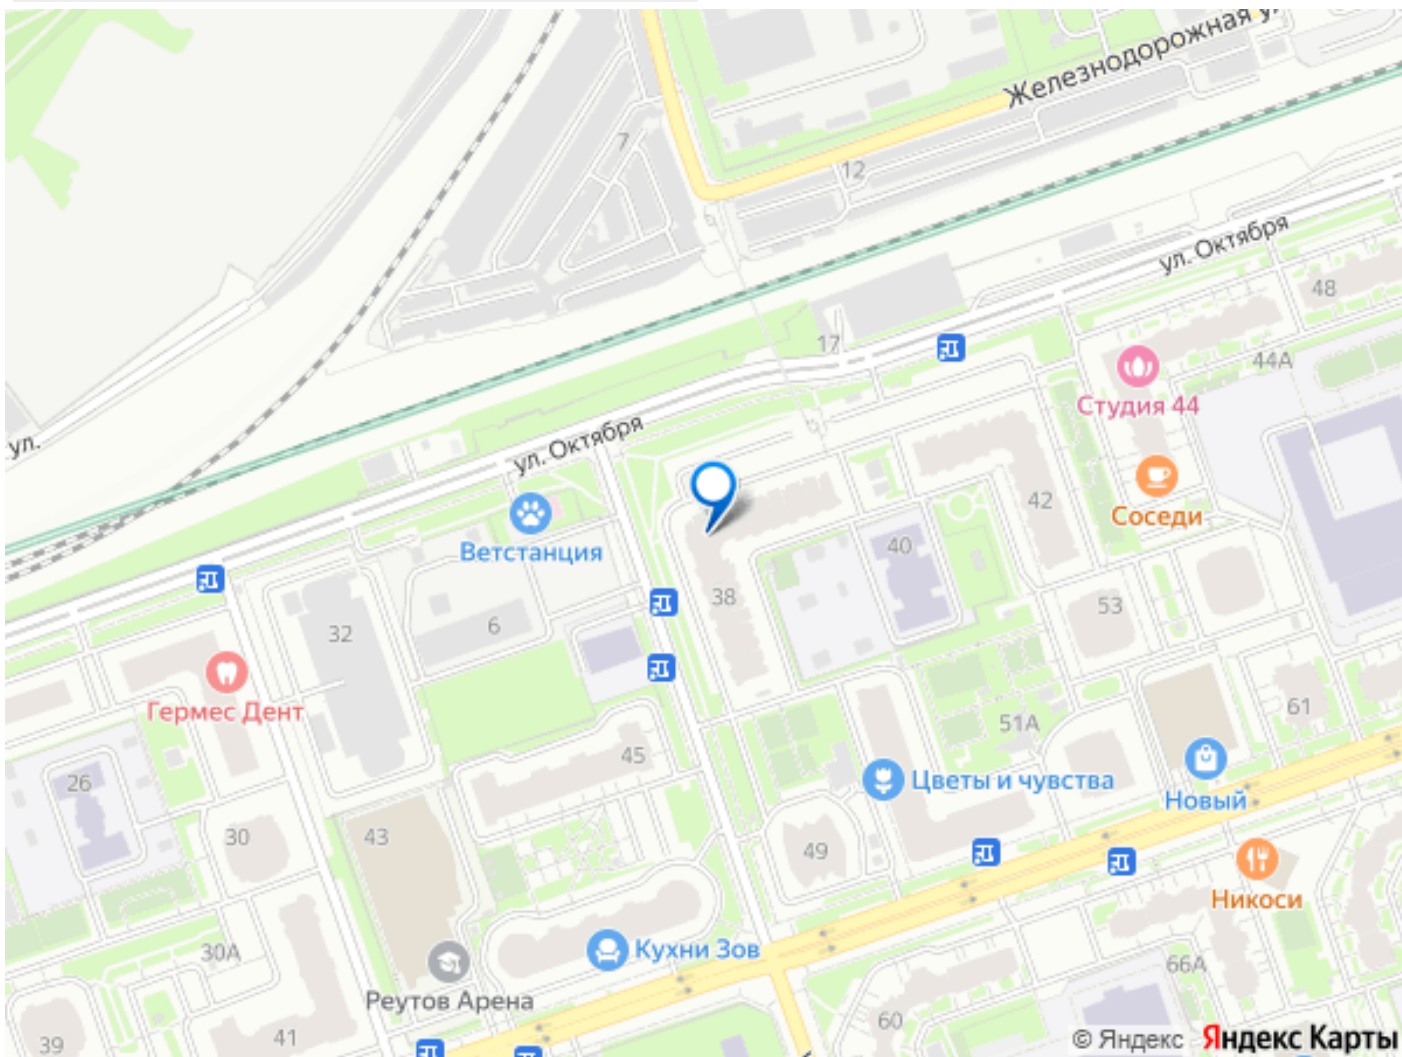 Железнодорожная у
7
12
ул. Октября
48
17
44А
Студия 44
ул.
ул. Октября
42
Соседи
Ветстанция
40
38
53
32
6
Гермес Дент
61
51А
45
26
Цветы и чувства
Новый
30
43
49
Никоси
30А
Кухни Зов
66А
Реутов Арена
39
41
60
© Яндекс Яндекс Карты